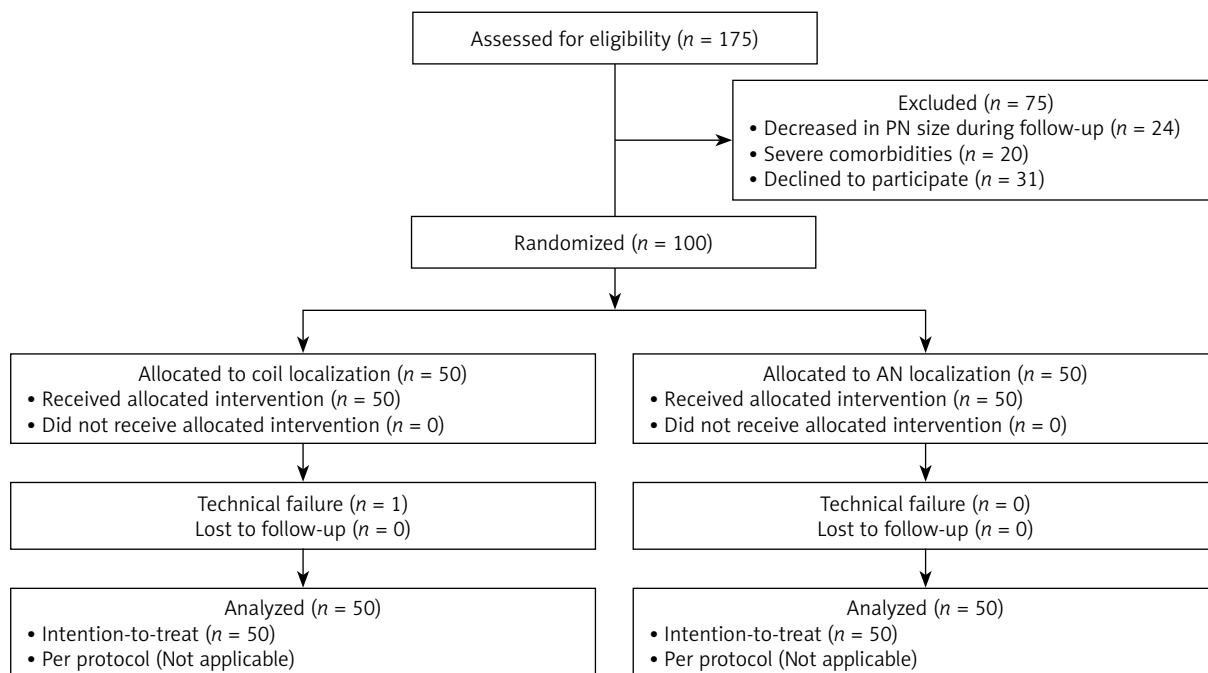 Assessed for eligibility (n = 175)
Excluded (n = 75)
• Decreased in PN size during follow-up (n = 24)
• Severe comorbidities (n = 20)
• Declined to participate (n = 31)
Randomized (n = 100)
Allocated to coil localization (n = 50)
• Received allocated intervention (n = 50)
• Did not receive allocated intervention (n = 0)
Allocated to AN localization (n = 50)
• Received allocated intervention (n = 50)
• Did not receive allocated intervention (n = 0)
Technical failure (n = 1)
Lost to follow-up (n = 0)
Technical failure (n = 0)
Lost to follow-up (n = 0)
Analyzed (n = 50)
• Intention-to-treat (n = 50)
• Per protocol (Not applicable)
Analyzed (n = 50)
• Intention-to-treat (n = 50)
• Per protocol (Not applicable)